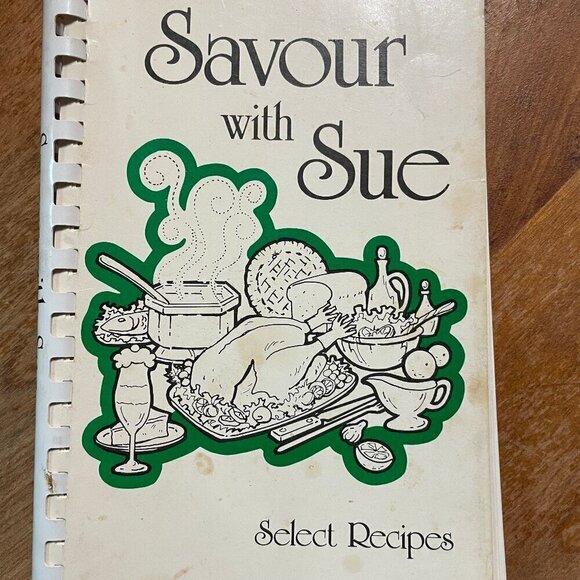 Savour
with
Sue
Select Recipes